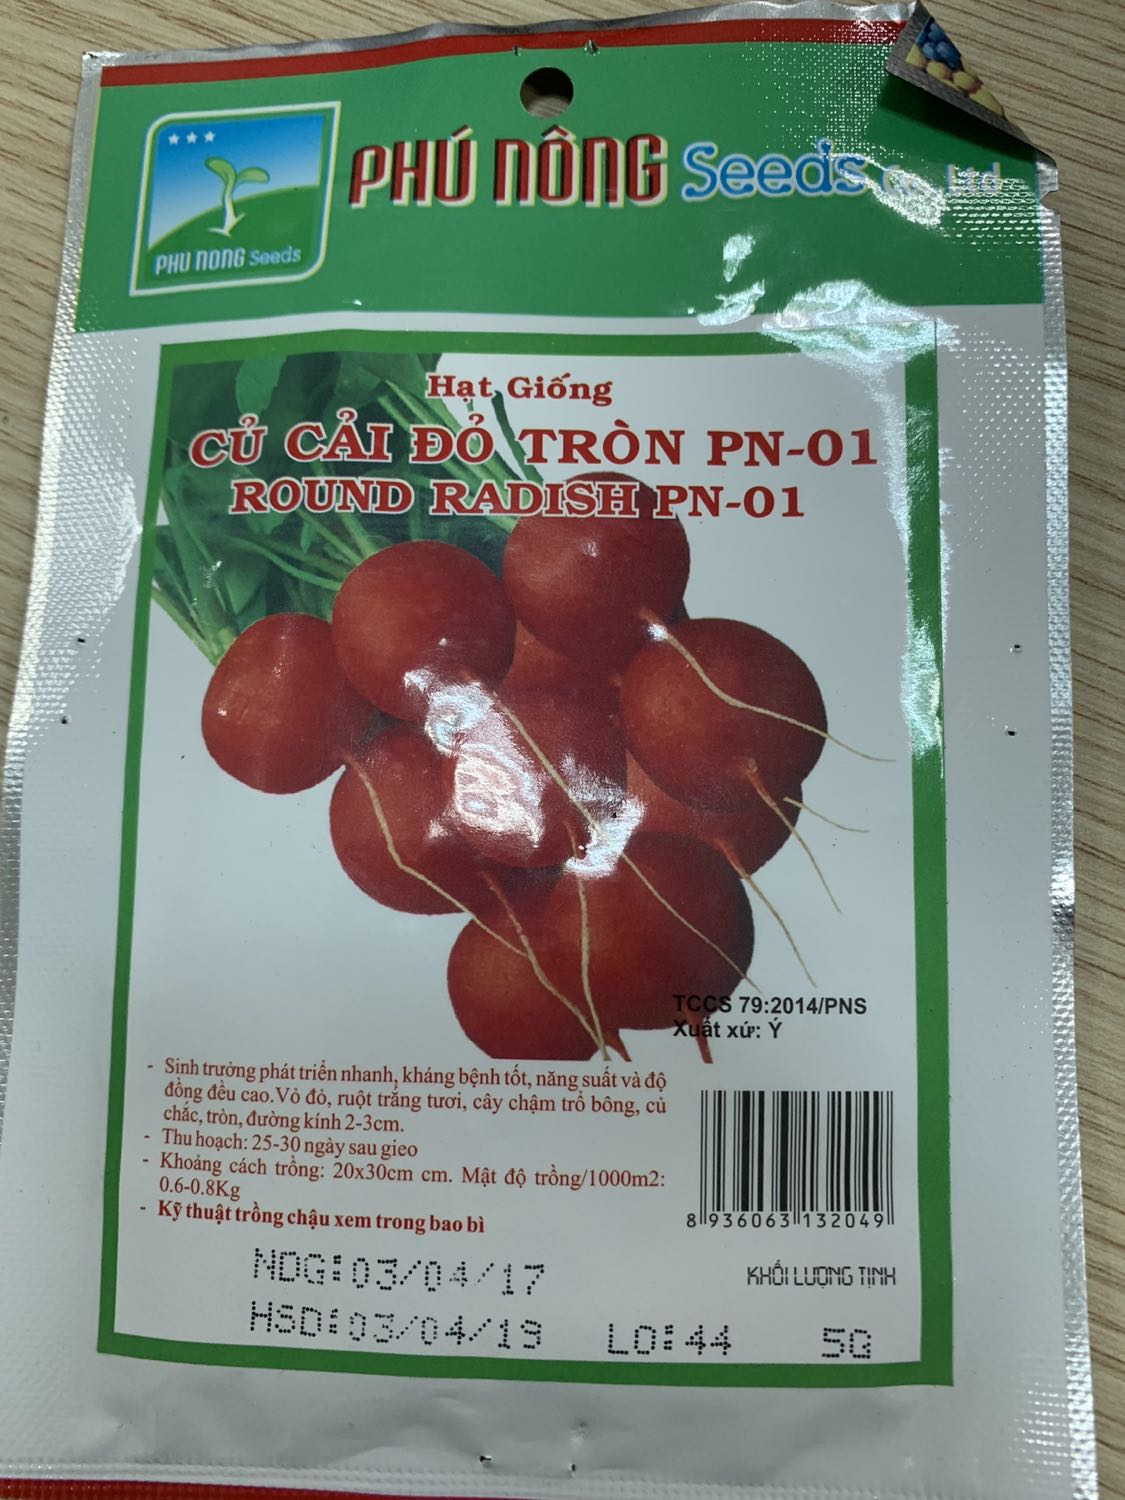 PHÚ NÔNG Seeds Co., Ltd
PHU NONG Seeds
Hạt Giống
CỦ CẢI ĐỎ TRÒN PN-01
ROUND RADISH PN-01
TCCS 79:2014/PNS
Xuất xứ: Ý
- Sinh trưởng phát triển nhanh, kháng bệnh tốt, năng suất và độ
đồng đều cao.Vỏ đỏ, ruột trắng tươi, cây chậm trổ bông, củ
chắc, tròn, đường kính 2-3cm.
- Thu hoạch: 25-30 ngày sau gieo
- Khoảng cách trồng: 20x30cm cm. Mật độ trồng/1000m2:
0.6-0.8Kg
- Kỹ thuật trồng chậu xem trong bao bì
8 936063 132049
NDG:03/04/17
KHỐI LƯỢNG TỊNH
HSD:03/04/19 LO:44 5G